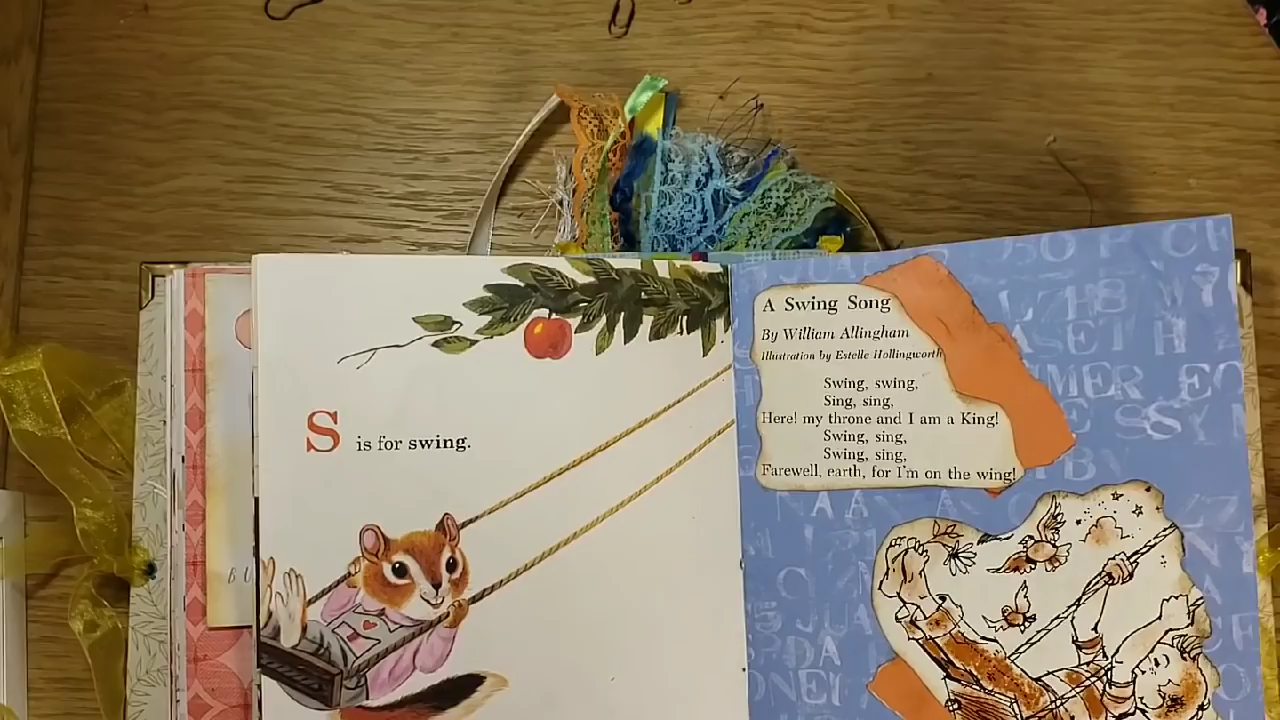 S is for swing.
A Swing Song
By William Allingham
Illustration by Estelle Hollingworth
Swing, swing,
Sing, sing,
Here! my throne and I am a King!
Swing, sing,
Swing, sing,
Farewell, earth, for I'm on the wing!